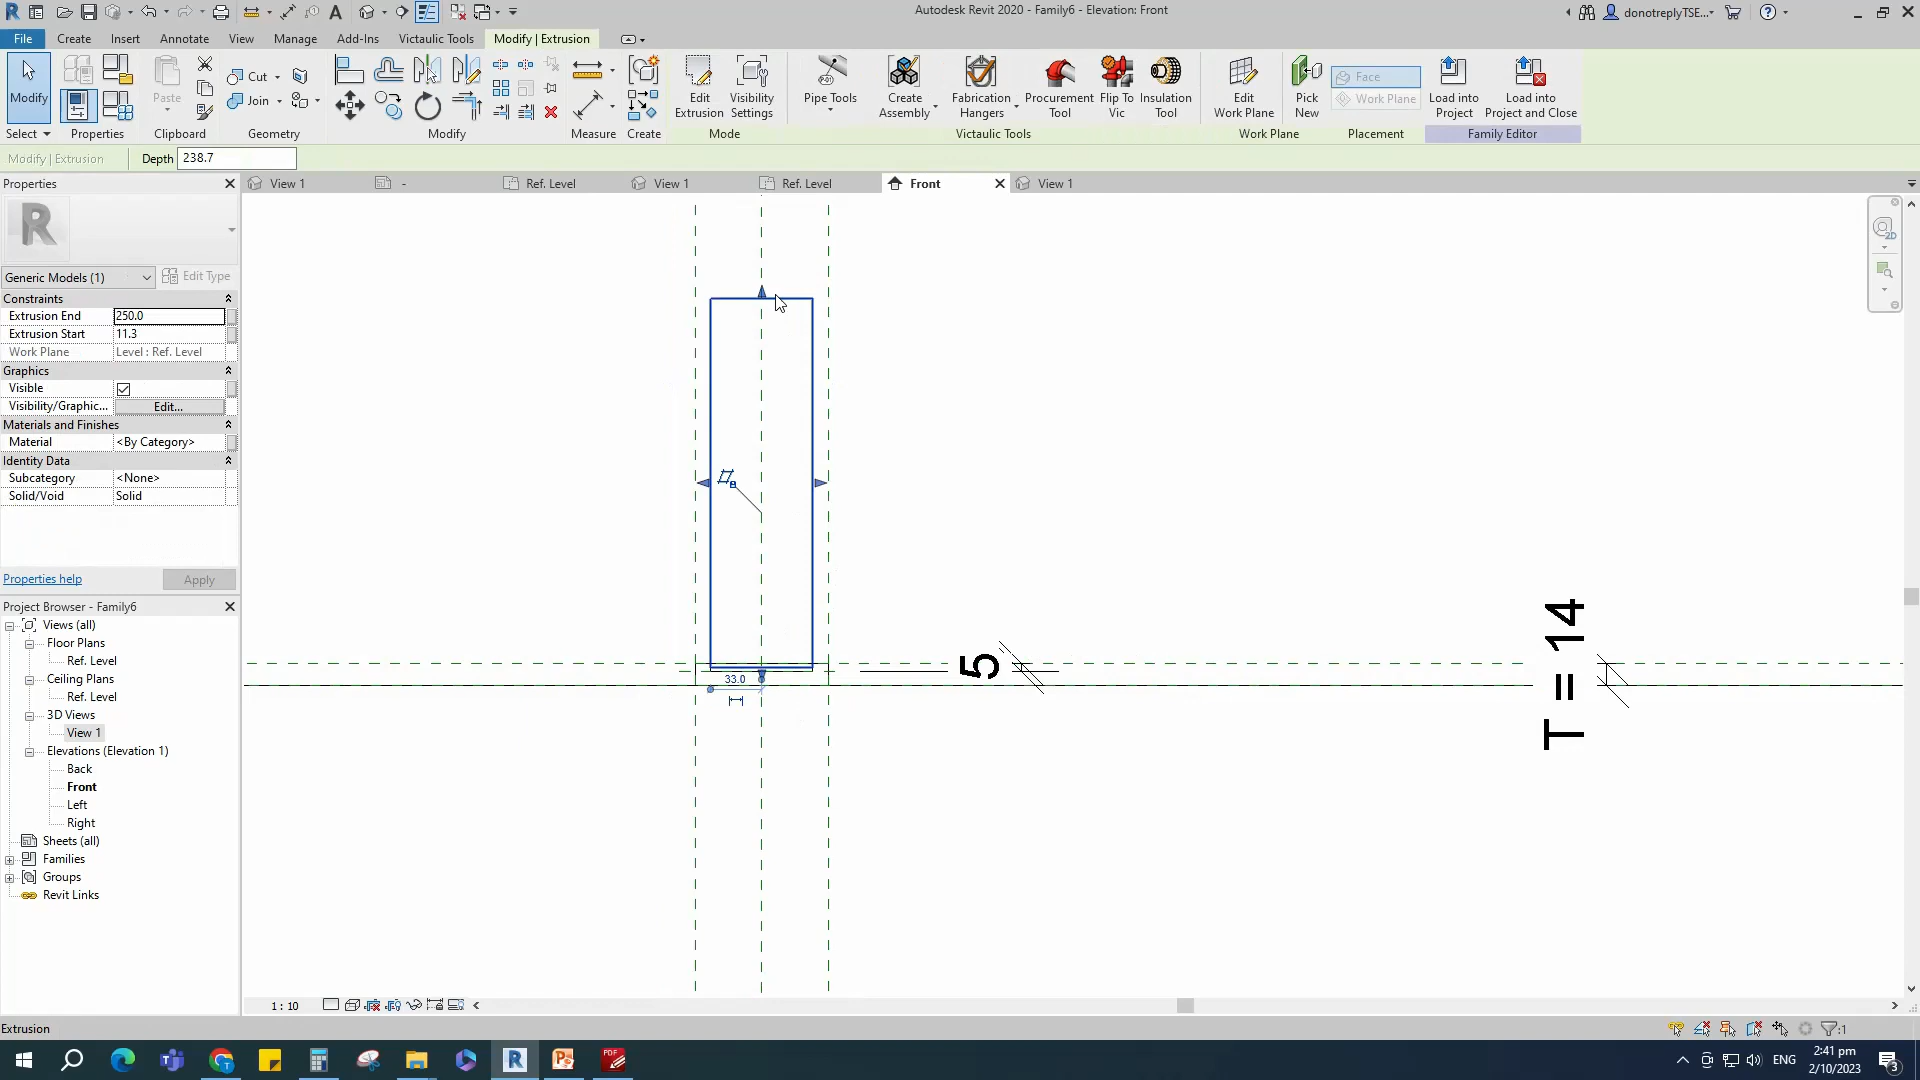 Autodesk Revit 2020 - Family6 - Elevation: Front
donotreplyTSE...
File Create Insert Annotate View Manage Add-Ins Victaulic Tools Modify | Extrusion
Modify
Paste
Cut
Join
Edit Extrusion
Visibility Settings
Pipe Tools
Create Assembly
Fabrication Hangers
Procurement Tool
Flip To Vic
Insulation Tool
Edit Work Plane
Pick New
Face
Work Plane
Load into Project
Load into Project and Close
Select Properties Clipboard Geometry Modify Measure Create Mode Victaulic Tools Work Plane Placement Family Editor
Modify | Extrusion Depth 238.7
Properties
View 1 - Ref. Level View 1 Ref. Level Front View 1
Generic Models (1) Edit Type
Constraints
Extrusion End 250.0
Extrusion Start 11.3
Work Plane Level : Ref. Level
Graphics
Visible
Visibility/Graphic... Edit...
Materials and Finishes
Material <By Category>
Identity Data
Subcategory <None>
Solid/Void Solid
Properties help Apply
Project Browser - Family6
Views (all)
Floor Plans
Ref. Level
Ceiling Plans
Ref. Level
3D Views
View 1
Elevations (Elevation 1)
Back
Front
Left
Right
Sheets (all)
Families
Groups
Revit Links
33.0
5
T = 14
2D
1 : 10
Extrusion
:1
ENG
2:41 pm
2/10/2023
3